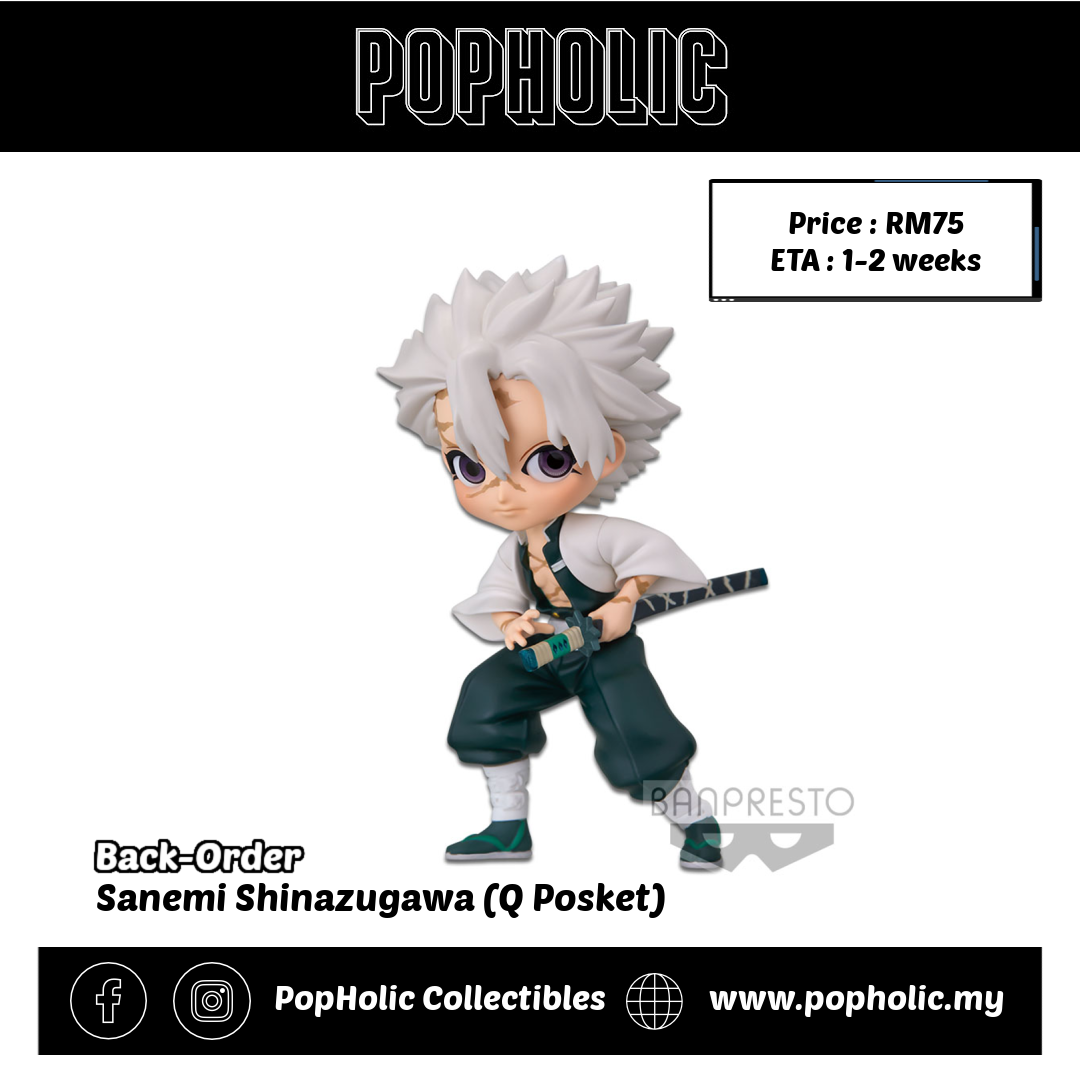 POPHOLIC
Price : RM75
ETA : 1-2 weeks
BANPRESTO
Back-Order
Sanemi Shinazugawa (Q Posket)
PopHolic Collectibles
www.popholic.my